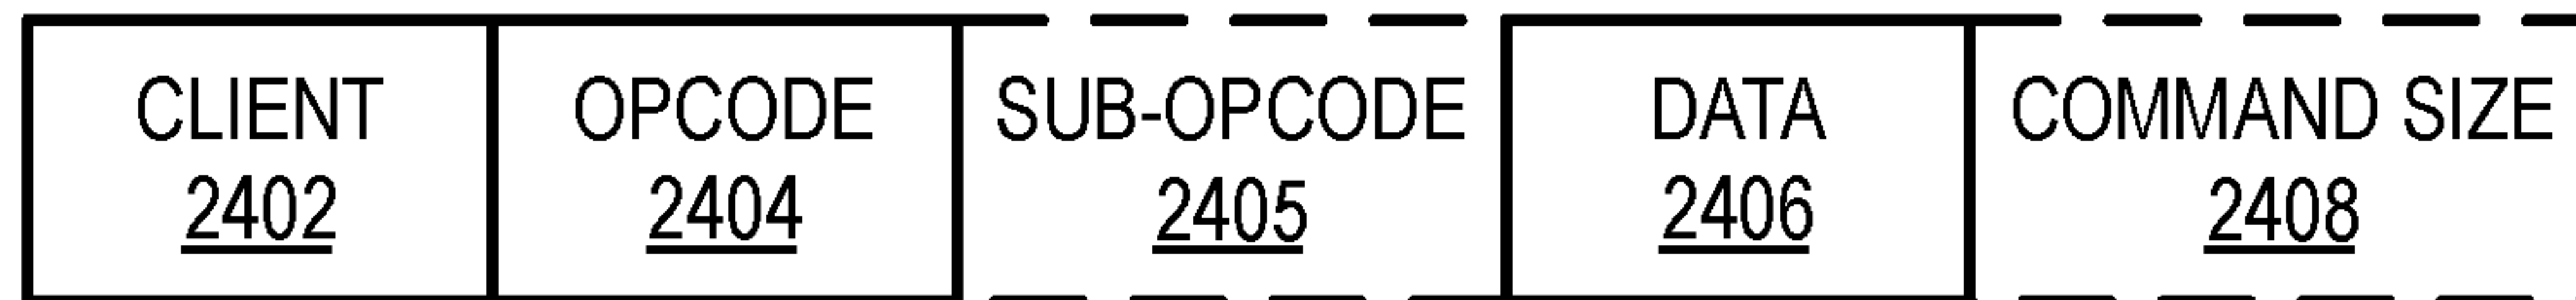 CLIENT
2402
OPCODE
2404
SUB-OPCODE
2405
DATA
2406
COMMAND SIZE
2408